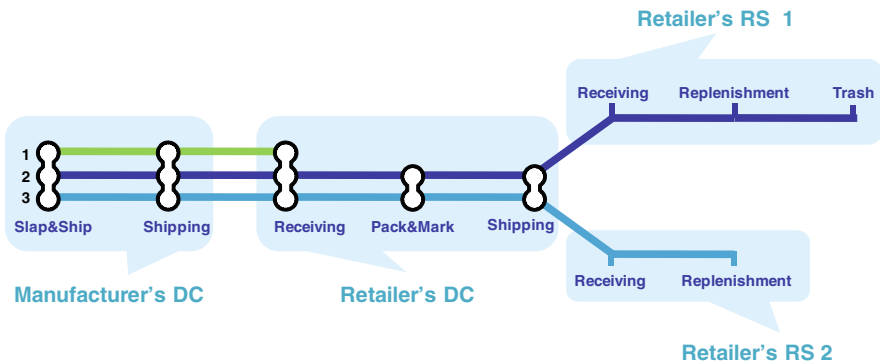 Retailer's RS 1
Receiving Replenishment Trash
1
2
3
Slap&Ship Shipping Receiving Pack&Mark Shipping
Manufacturer's DC Retailer's DC
Receiving Replenishment
Retailer's RS 2